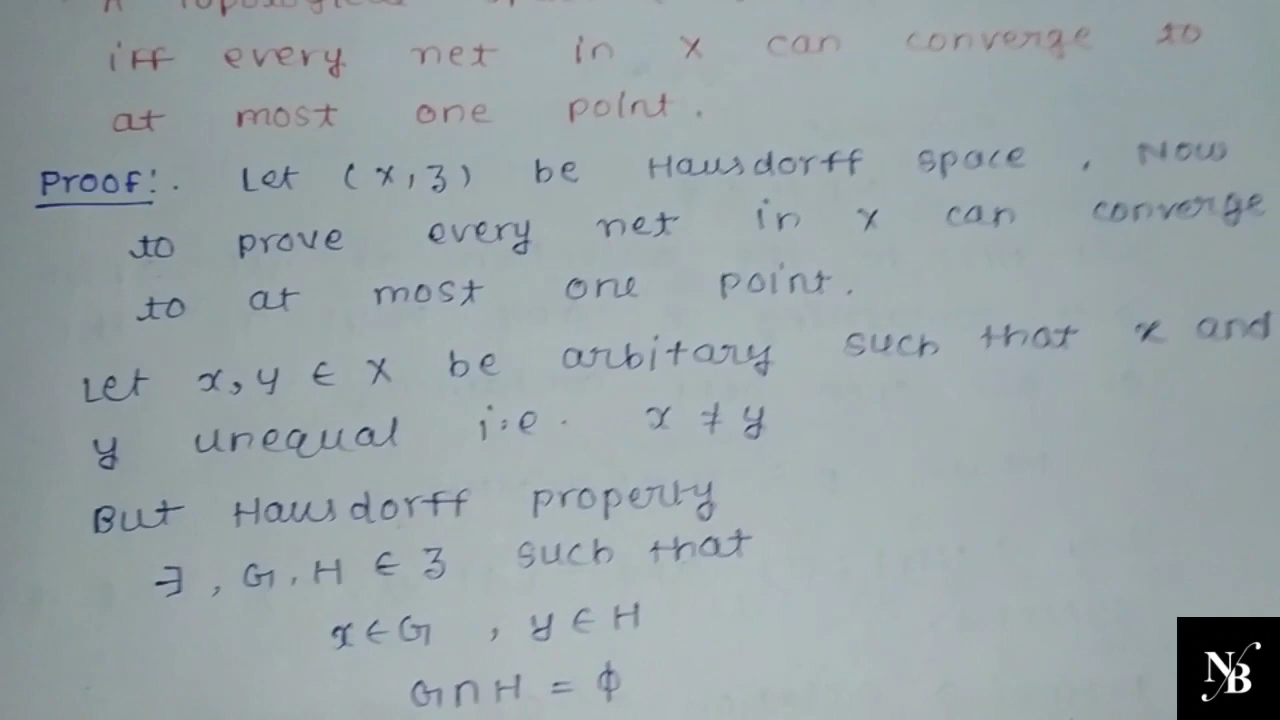 A Topological
iff every net in X can converge to
at most one point.
Proof:. Let (X, ℑ) be Hausdorff space, Now
to prove every net in X can converge
to at most one point.
Let x, y ∈ X be arbitary such that x and
y unequal i.e. x ≠ y
But Hausdorff property
∃, G, H ∈ ℑ such that
x ∈ G , y ∈ H
G ∩ H = ϕ
NB